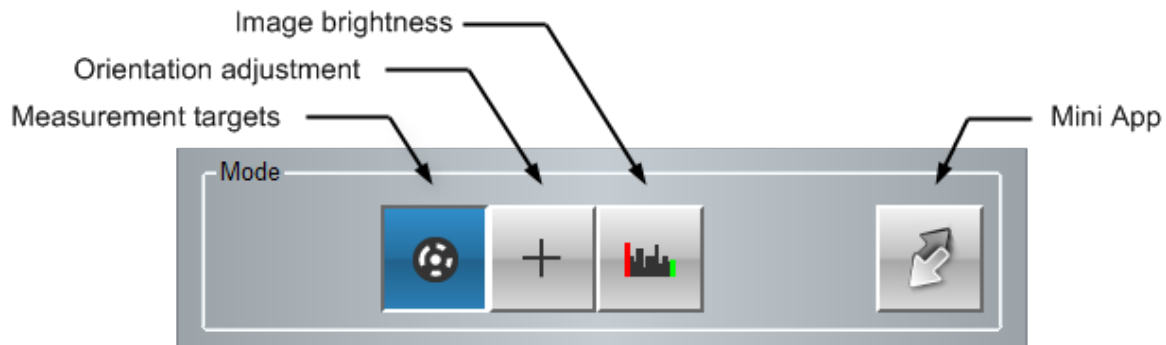 Image brightness
Orientation adjustment
Measurement targets
Mini App
Mode